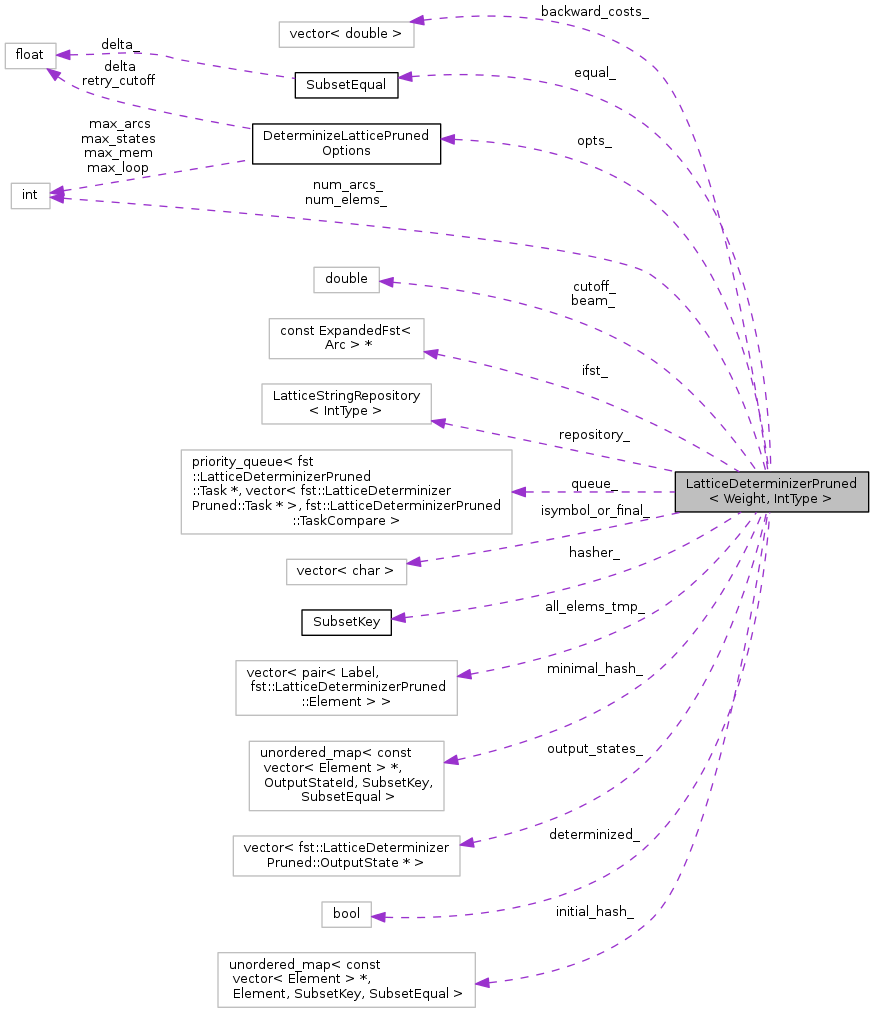 backward_costs_
vector< double >
delta_
float
equal_
delta
retry_cutoff
SubsetEqual
DeterminizeLatticePruned
Options
opts_
max_arcs
max_states
max_mem
max_loop
int
num_arcs_
num_elems_
double
cutoff_
beam_
const ExpandedFst<
Arc > *
ifst_
LatticeStringRepository
< IntType >
repository_
priority_queue< fst
::LatticeDeterminizerPruned
::Task *, vector< fst::LatticeDeterminizer
Pruned::Task * >, fst::LatticeDeterminizerPruned
::TaskCompare >
queue_
LatticeDeterminizerPruned
< Weight, IntType >
isymbol_or_final_
vector< char >
hasher_
SubsetKey
all_elems_tmp_
vector< pair< Label,
fst::LatticeDeterminizerPruned
::Element > >
minimal_hash_
unordered_map< const
vector< Element > *,
OutputStateId, SubsetKey,
SubsetEqual >
output_states_
vector< fst::LatticeDeterminizer
Pruned::OutputState * >
determinized_
bool
initial_hash_
unordered_map< const
vector< Element > *,
Element, SubsetKey, SubsetEqual >